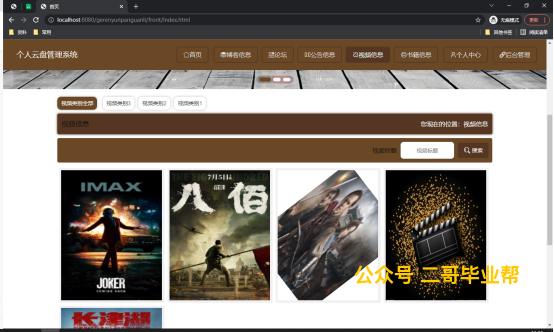 首页
localhost:8080/gerenyunpanguanli/front/index.html
无痕模式
更新
资料
常用
其他书签
阅读清单
个人云盘管理系统
首页
博客信息
论坛
公告信息
视频信息
书籍信息
个人中心
后台管理
视频类别全部
视频类别3
视频类别2
视频类别1
视频信息
您现在的位置：视频信息
视频标题
视频标题
搜索
IMAX
JOKER
COMING SOON
7月5日
八佰
公众号 二哥毕业帮
长津湖